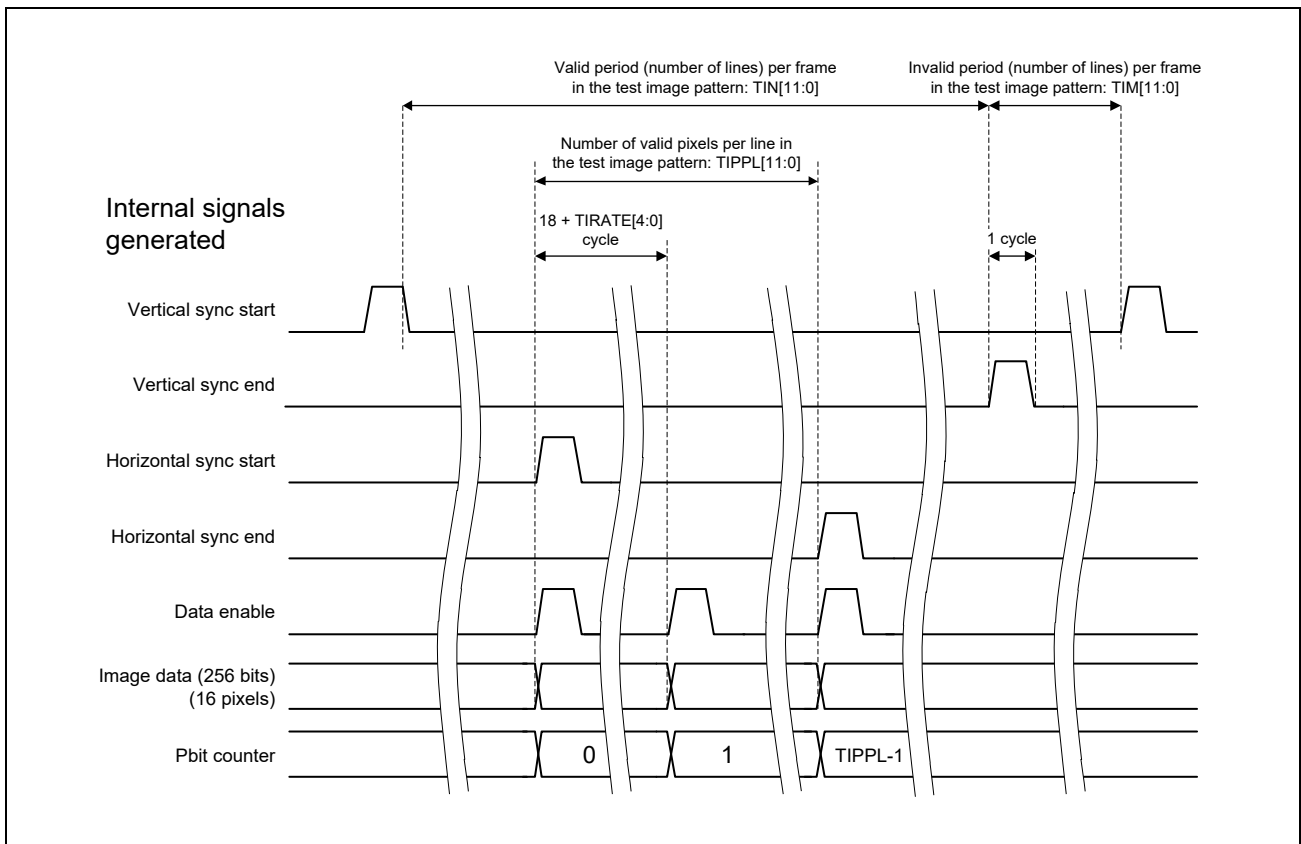 Valid period (number of lines) per frame
in the test image pattern: TIN[11:0]
Invalid period (number of lines) per frame
in the test image pattern: TIM[11:0]
Number of valid pixels per line in
the test image pattern: TIPPL[11:0]
Internal signals
generated
18 + TIRATE[4:0]
cycle
1 cycle
Vertical sync start
Vertical sync end
Horizontal sync start
Horizontal sync end
Data enable
Image data (256 bits)
(16 pixels)
Pbit counter
0
1
TIPPL-1